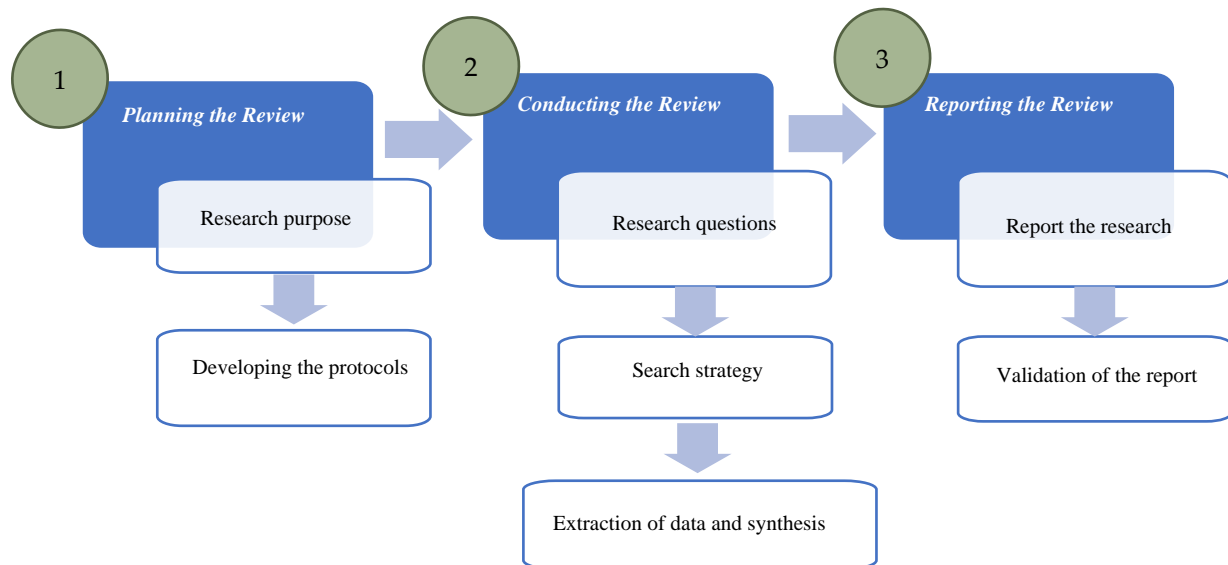 1
Planning the Review
Research purpose
Developing the protocols
2
Conducting the Review
Research questions
Search strategy
Extraction of data and synthesis
3
Reporting the Review
Report the research
Validation of the report